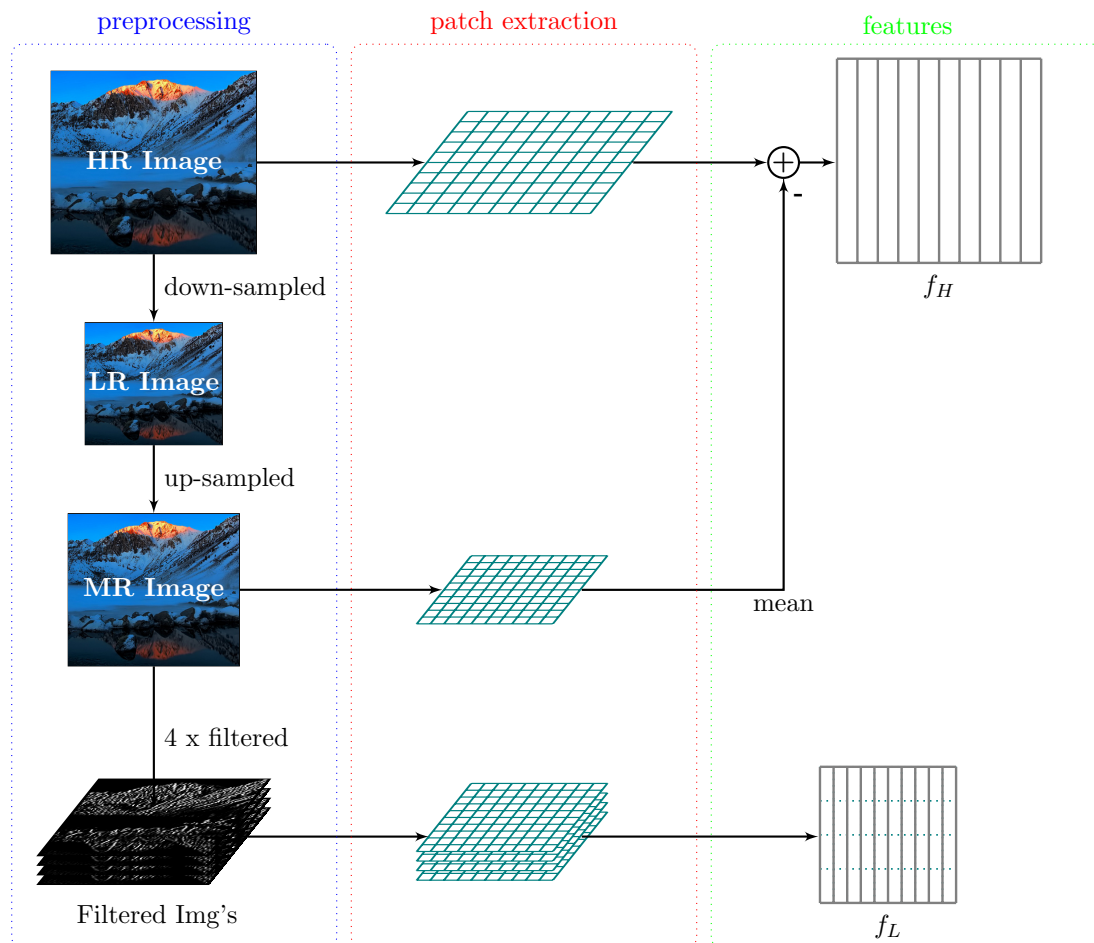 preprocessing
patch extraction
features
HR Image
+
-
f_H
down-sampled
LR Image
up-sampled
MR Image
mean
4 x filtered
Filtered Img's
f_L